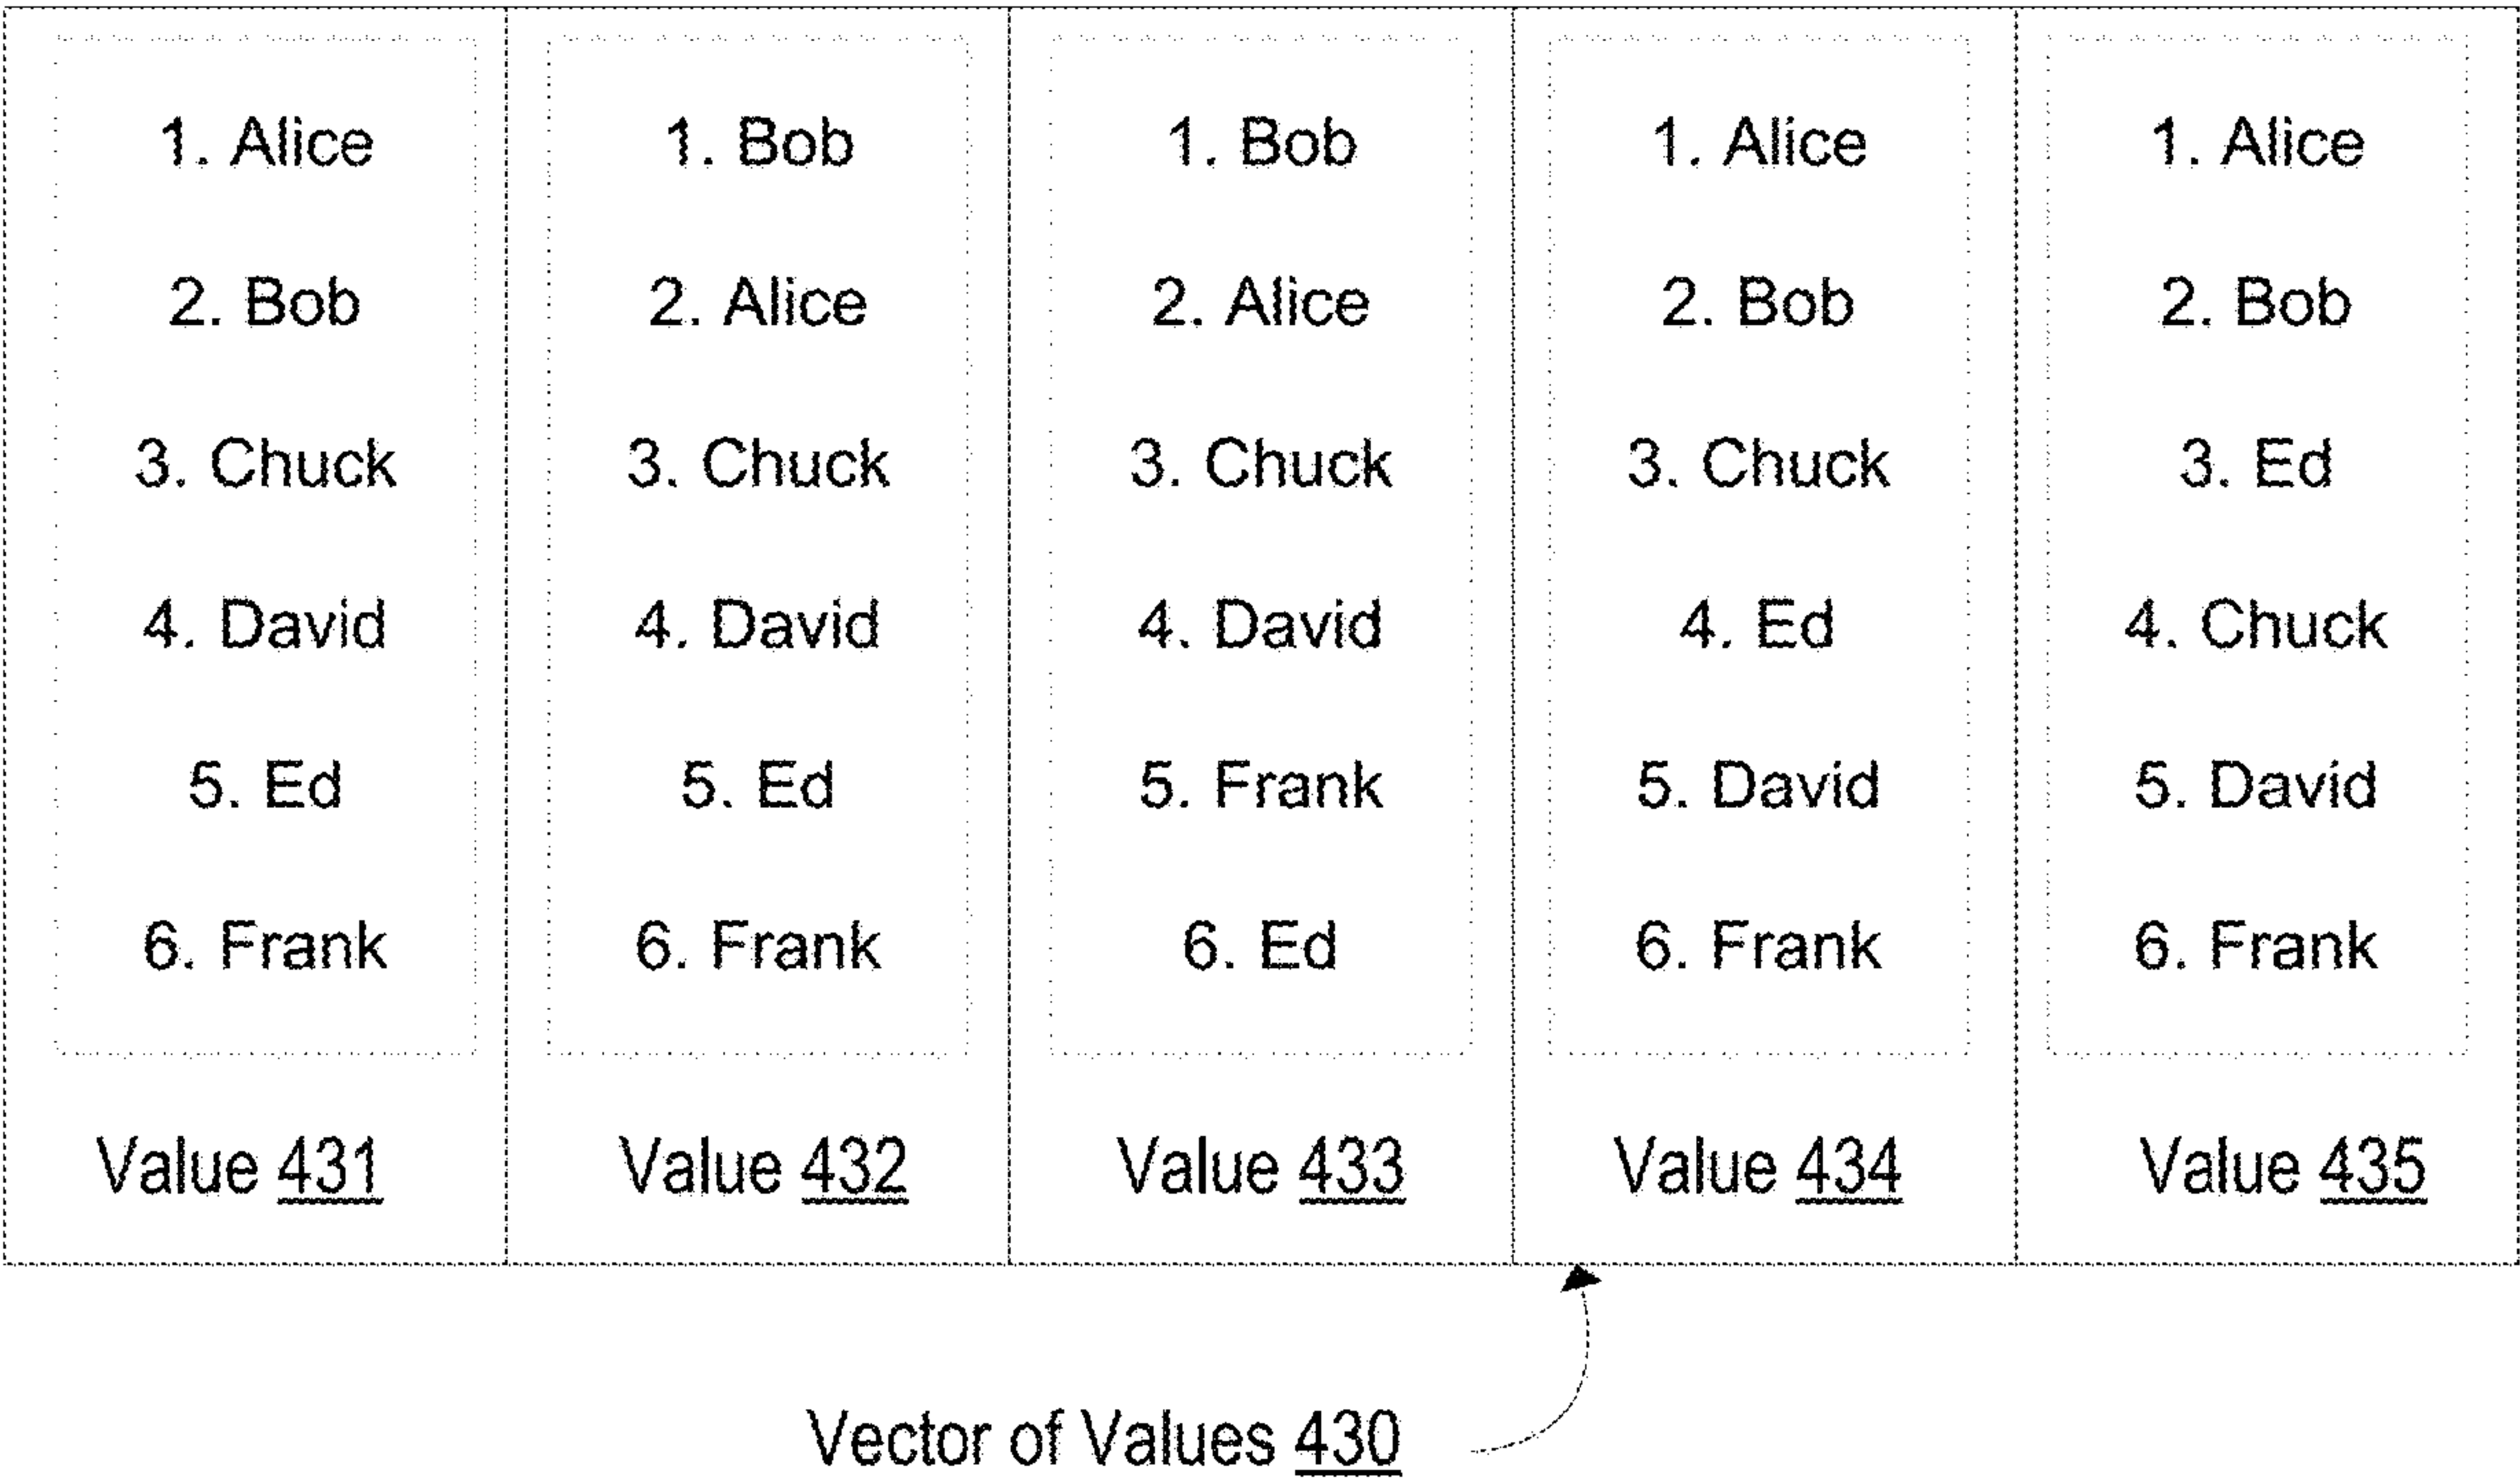 1. Alice
2. Bob
3. Chuck
4. David
5. Ed
6. Frank
Value 431
1. Bob
2. Alice
3. Chuck
4. David
5. Ed
6. Frank
Value 432
1. Bob
2. Alice
3. Chuck
4. David
5. Frank
6. Ed
Value 433
1. Alice
2. Bob
3. Chuck
4. Ed
5. David
6. Frank
Value 434
1. Alice
2. Bob
3. Ed
4. Chuck
5. David
6. Frank
Value 435
Vector of Values 430